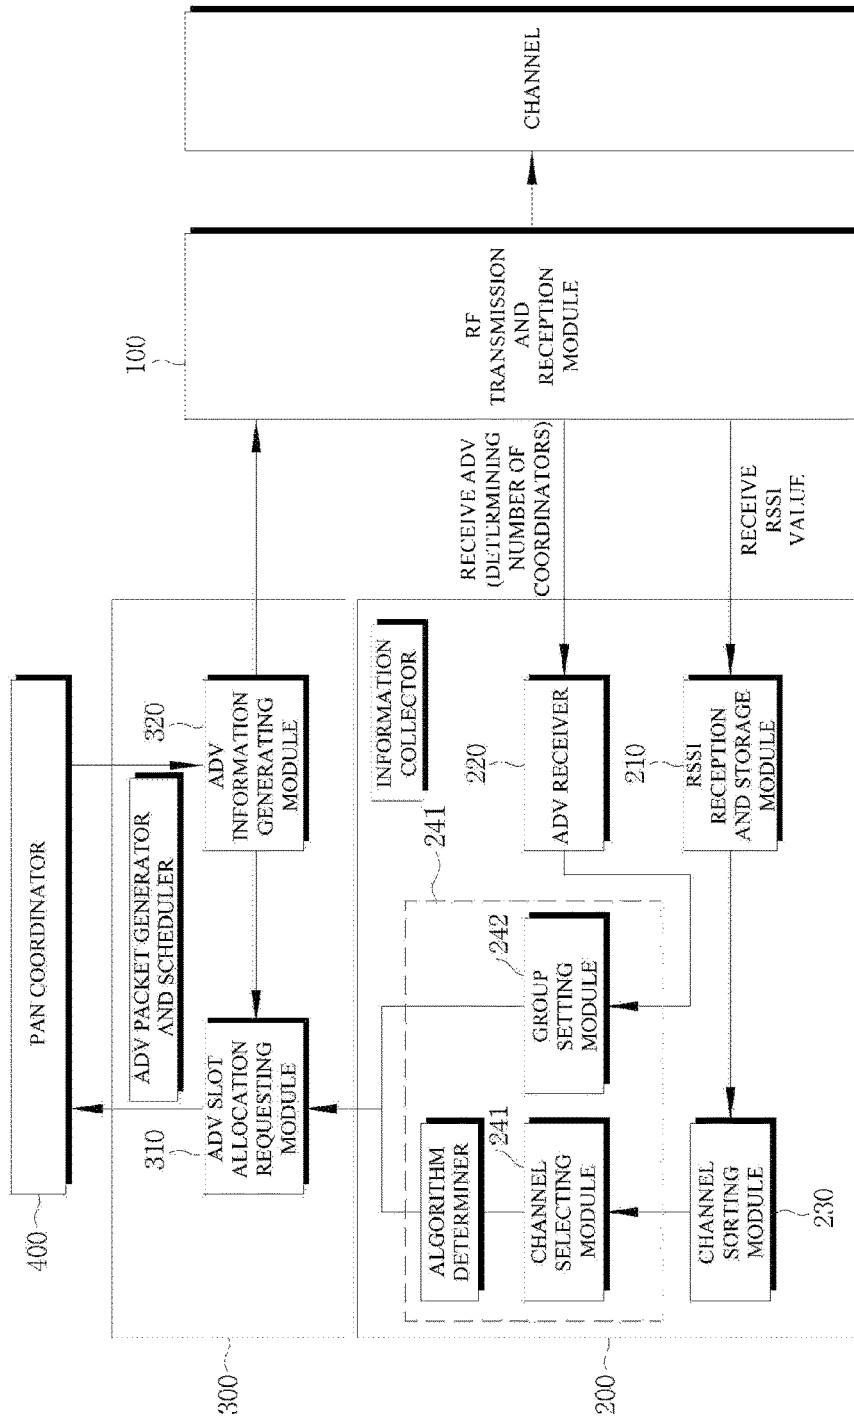 400
PAN COORDINATOR
300
ADV PACKET GENERATOR
AND SCHEDULER
310
ADV SLOT
ALLOCATION
REQUESTING
MODULE
320
ADV
INFORMATION
GENERATING
MODULE
200
INFORMATION
COLLECTOR
241
ALGORITHM
DETERMINER
241
CHANNEL
SELECTING
MODULE
242
GROUP
SETTING
MODULE
220
ADV RECEIVER
230
CHANNEL
SORTING
MODULE
210
RSSI
RECEPTION
AND STORAGE
MODULE
RECEIVE ADV
(DETERMINING
NUMBER OF
COORDINATORS)
RECEIVE
RSSI
VALUE
100
RF
TRANSMISSION
AND
RECEPTION
MODULE
CHANNEL